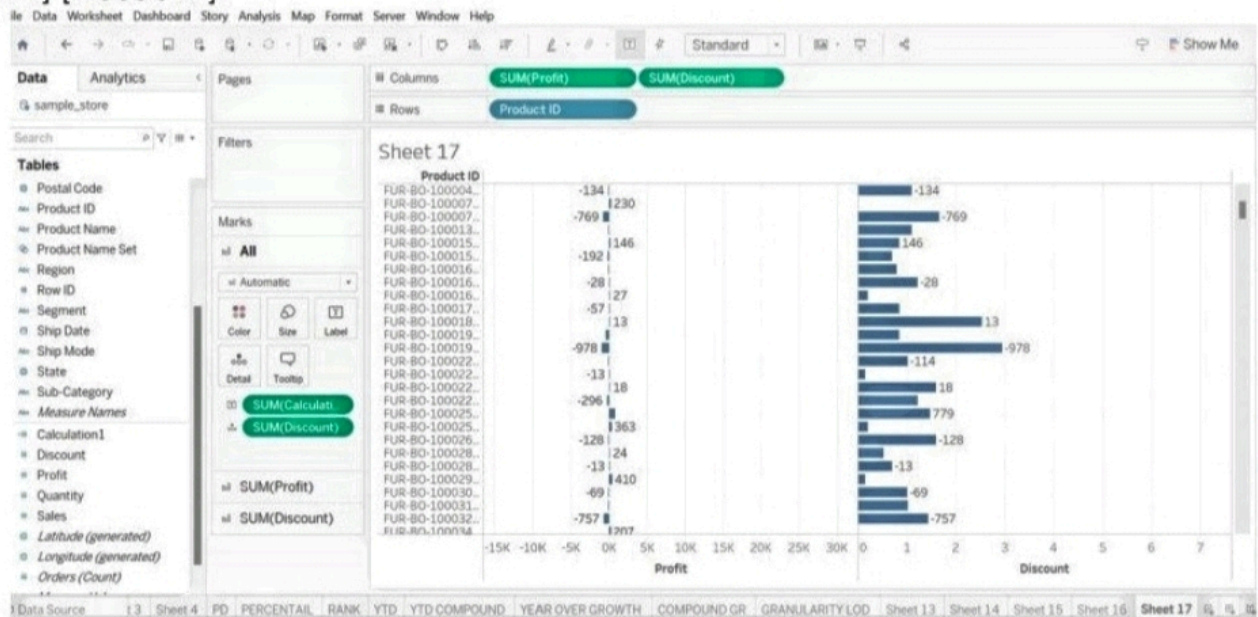 ile Data Worksheet Dashboard Story Analysis Map Format Server Window Help
Standard
Show Me
Data Analytics
sample_store
Search
Tables
Postal Code
Product ID
Product Name
Product Name Set
Region
Row ID
Segment
Ship Date
Ship Mode
State
Sub-Category
Measure Names
Calculation1
Discount
Profit
Quantity
Sales
Latitude (generated)
Longitude (generated)
Orders (Count)
Pages
Filters
Marks
All
Automatic
Color Size Label
Detail Tooltip
SUM(Calculati..
SUM(Discount)
SUM(Profit)
SUM(Discount)
Columns SUM(Profit) SUM(Discount)
Rows Product ID
Sheet 17
Product ID
FUR-BO-100004... -134 -134
FUR-BO-100007... 230
FUR-BO-100007... -769 -769
FUR-BO-100013...
FUR-BO-100015... 146 146
FUR-BO-100015... -192
FUR-BO-100016...
FUR-BO-100016... -28 -28
FUR-BO-100016... 27
FUR-BO-100017... -57
FUR-BO-100018... 13 13
FUR-BO-100019...
FUR-BO-100019... -978 -978
FUR-BO-100022... -114
FUR-BO-100022... -13
FUR-BO-100022... 18 18
FUR-BO-100022... -296
FUR-BO-100025... 779
FUR-BO-100025... 363
FUR-BO-100026... -128 -128
FUR-BO-100028... 24
FUR-BO-100028... -13 -13
FUR-BO-100029... 410
FUR-BO-100030... -69 -69
FUR-BO-100031...
FUR-BO-100032... -757 -757
FUR-BO-100034... 207
-15K -10K -5K 0K 5K 10K 15K 20K 25K 30K 0 1 2 3 4 5 6 7
Profit Discount
Data Source t 3 Sheet 4 PD PERCENTAIL RANK YTD YTD COMPOUND YEAR OVER GROWTH COMPOUND GR GRANULARITY LOD Sheet 13 Sheet 14 Sheet 15 Sheet 16 Sheet 17